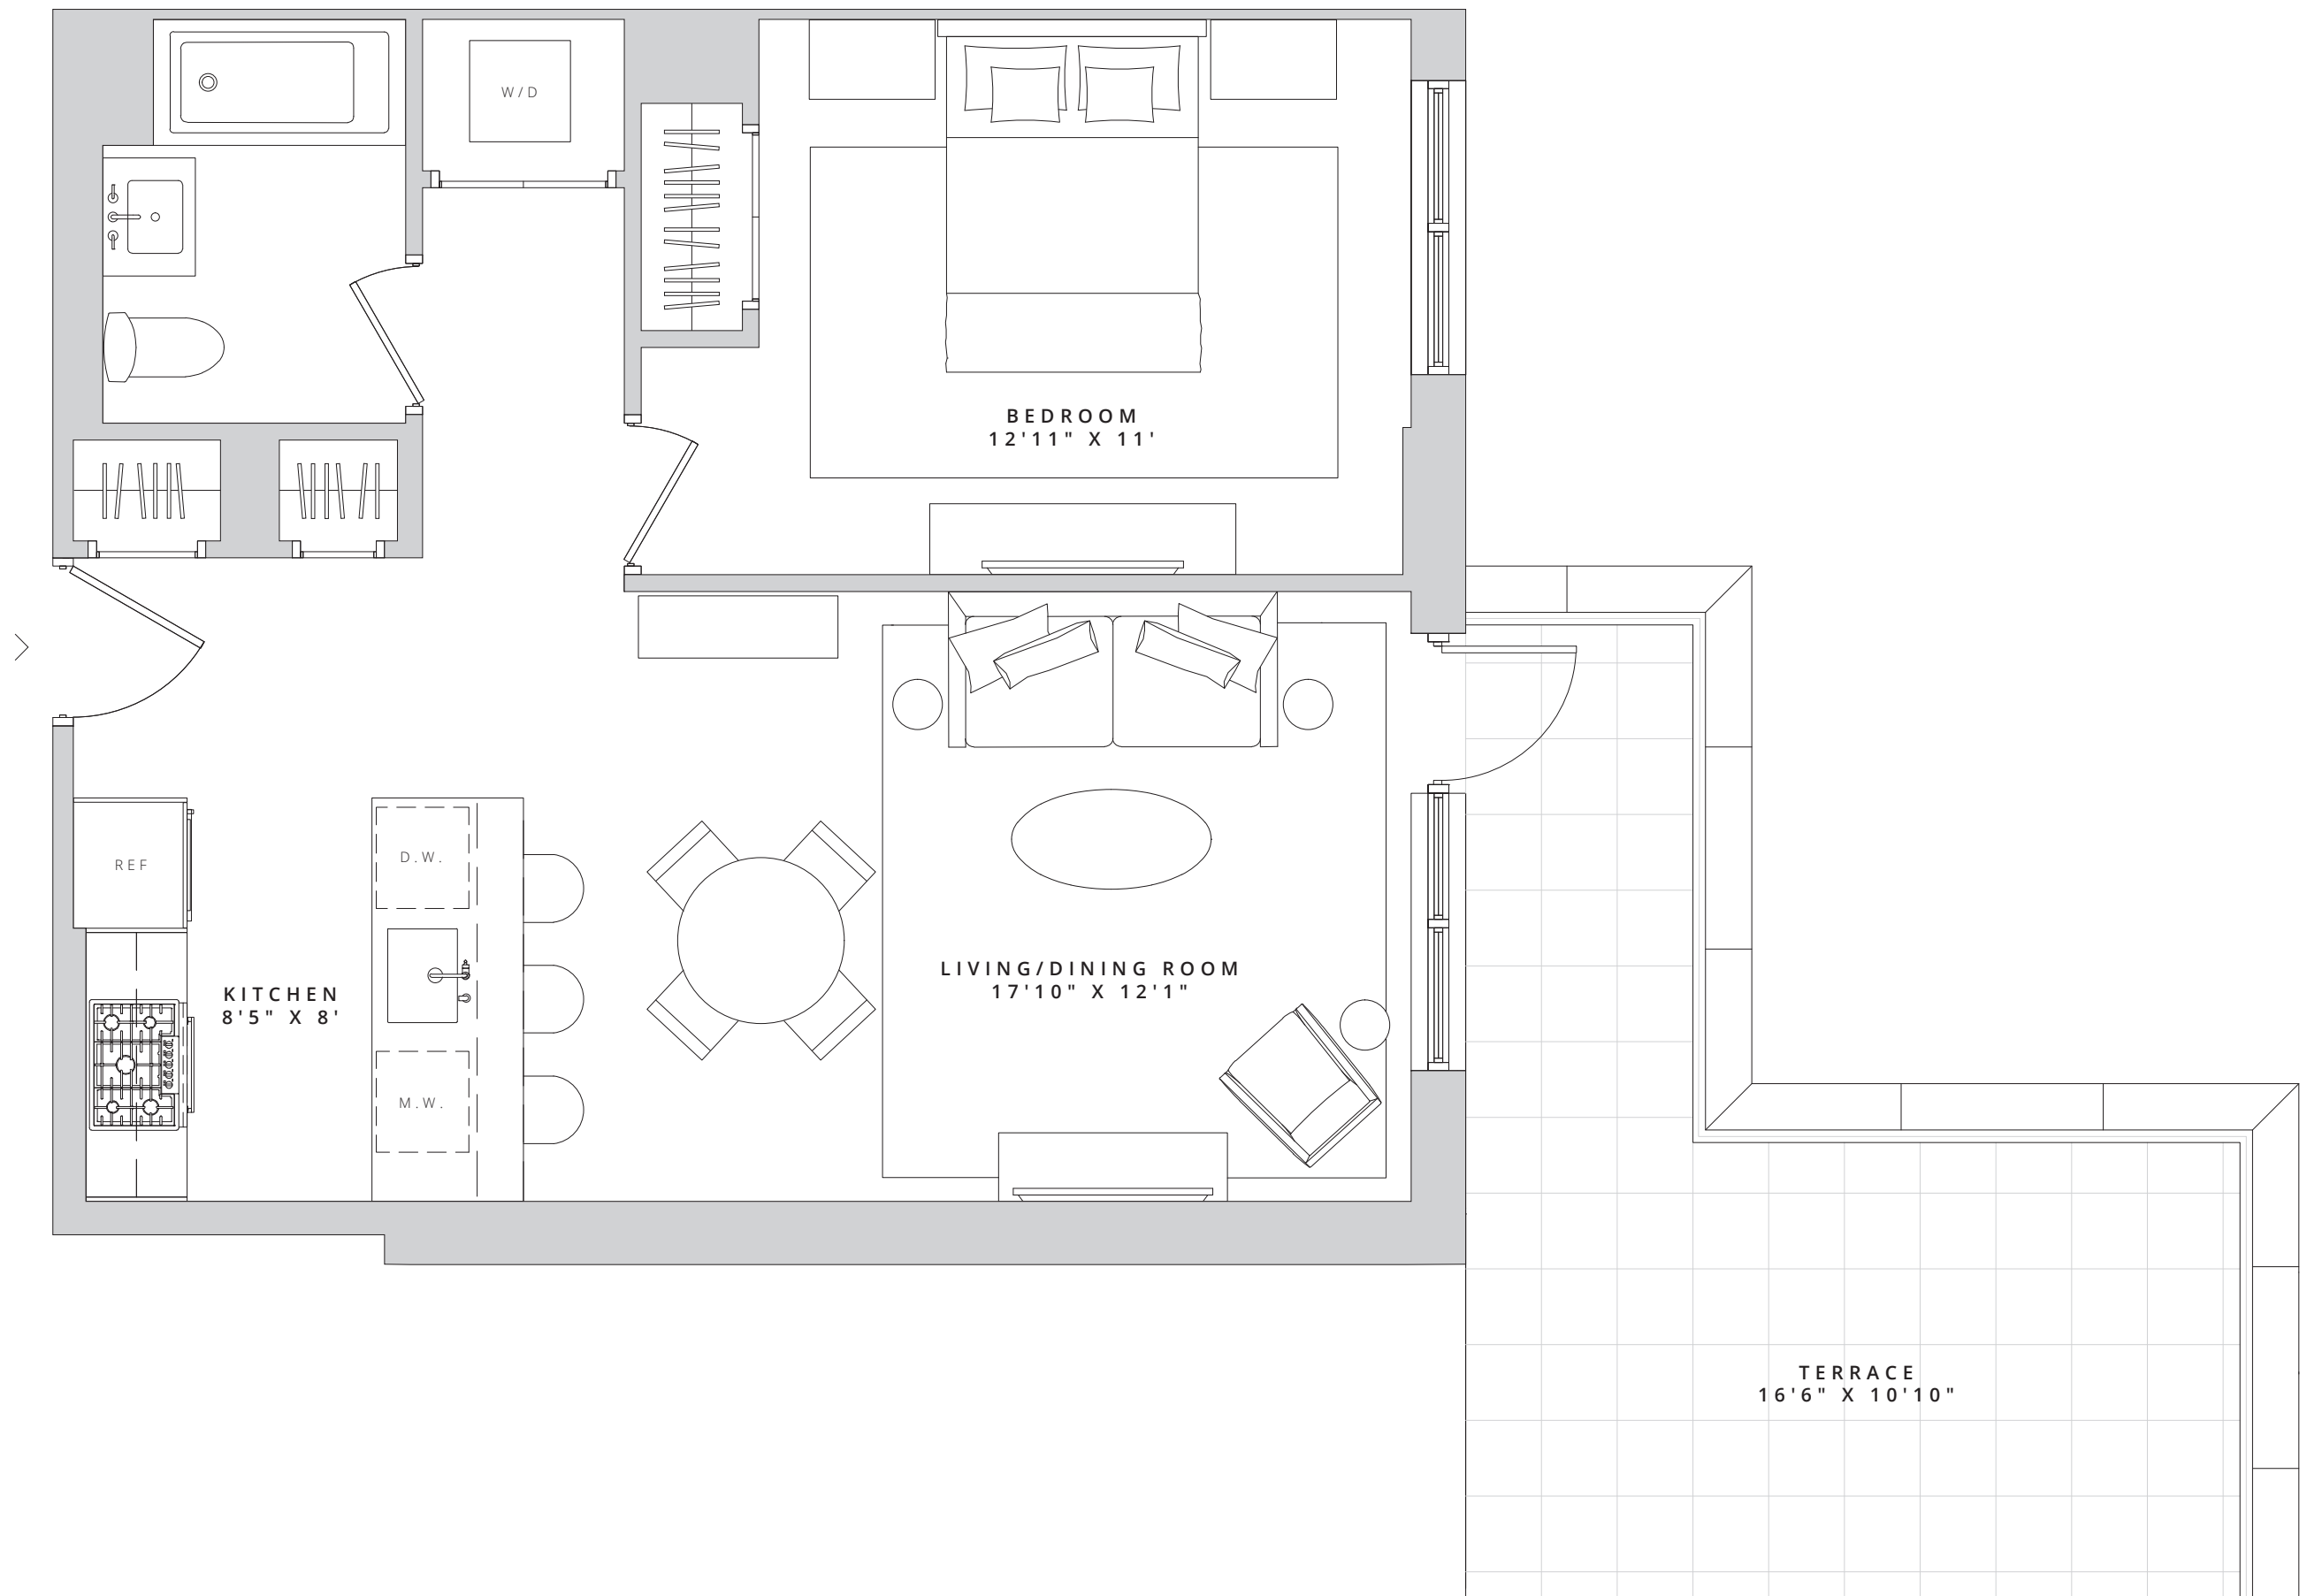 W/D
BEDROOM
12'11" X 11'
REF
D.W.
LIVING/DINING ROOM
17'10" X 12'1"
KITCHEN
8'5" X 8'
M.W.
TERRACE
16'6" X 10'10"